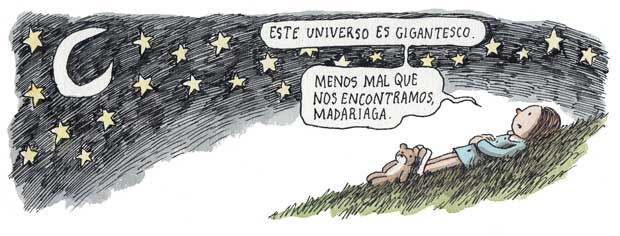 ESTE UNIVERSO ES GIGANTESCO.
MENOS MAL QUE
NOS ENCONTRAMOS,
MADARIAGA.